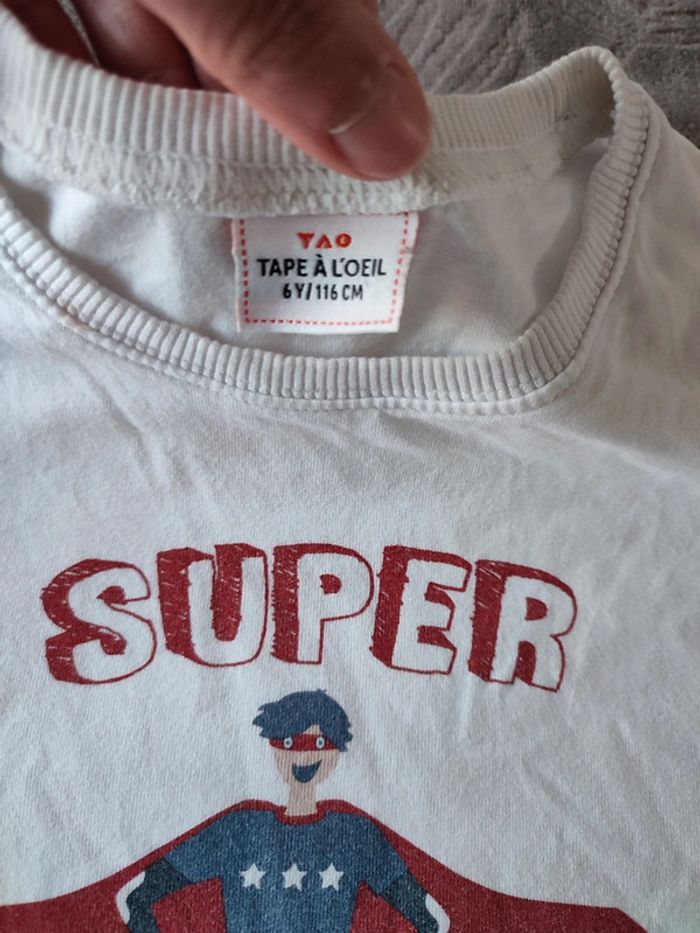 TAO
TAPE À L'OEIL
6Y/116 CM
SUPER